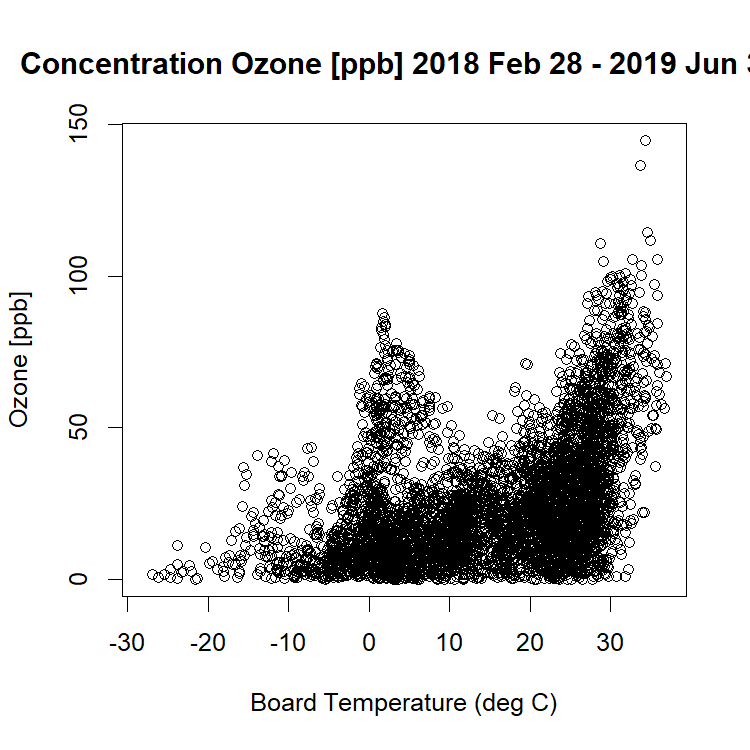 Concentration Ozone [ppb] 2018 Feb 28 - 2019 Jun 3
150
100
50
0
Ozone [ppb]
-30 -20 -10 0 10 20 30
Board Temperature (deg C)